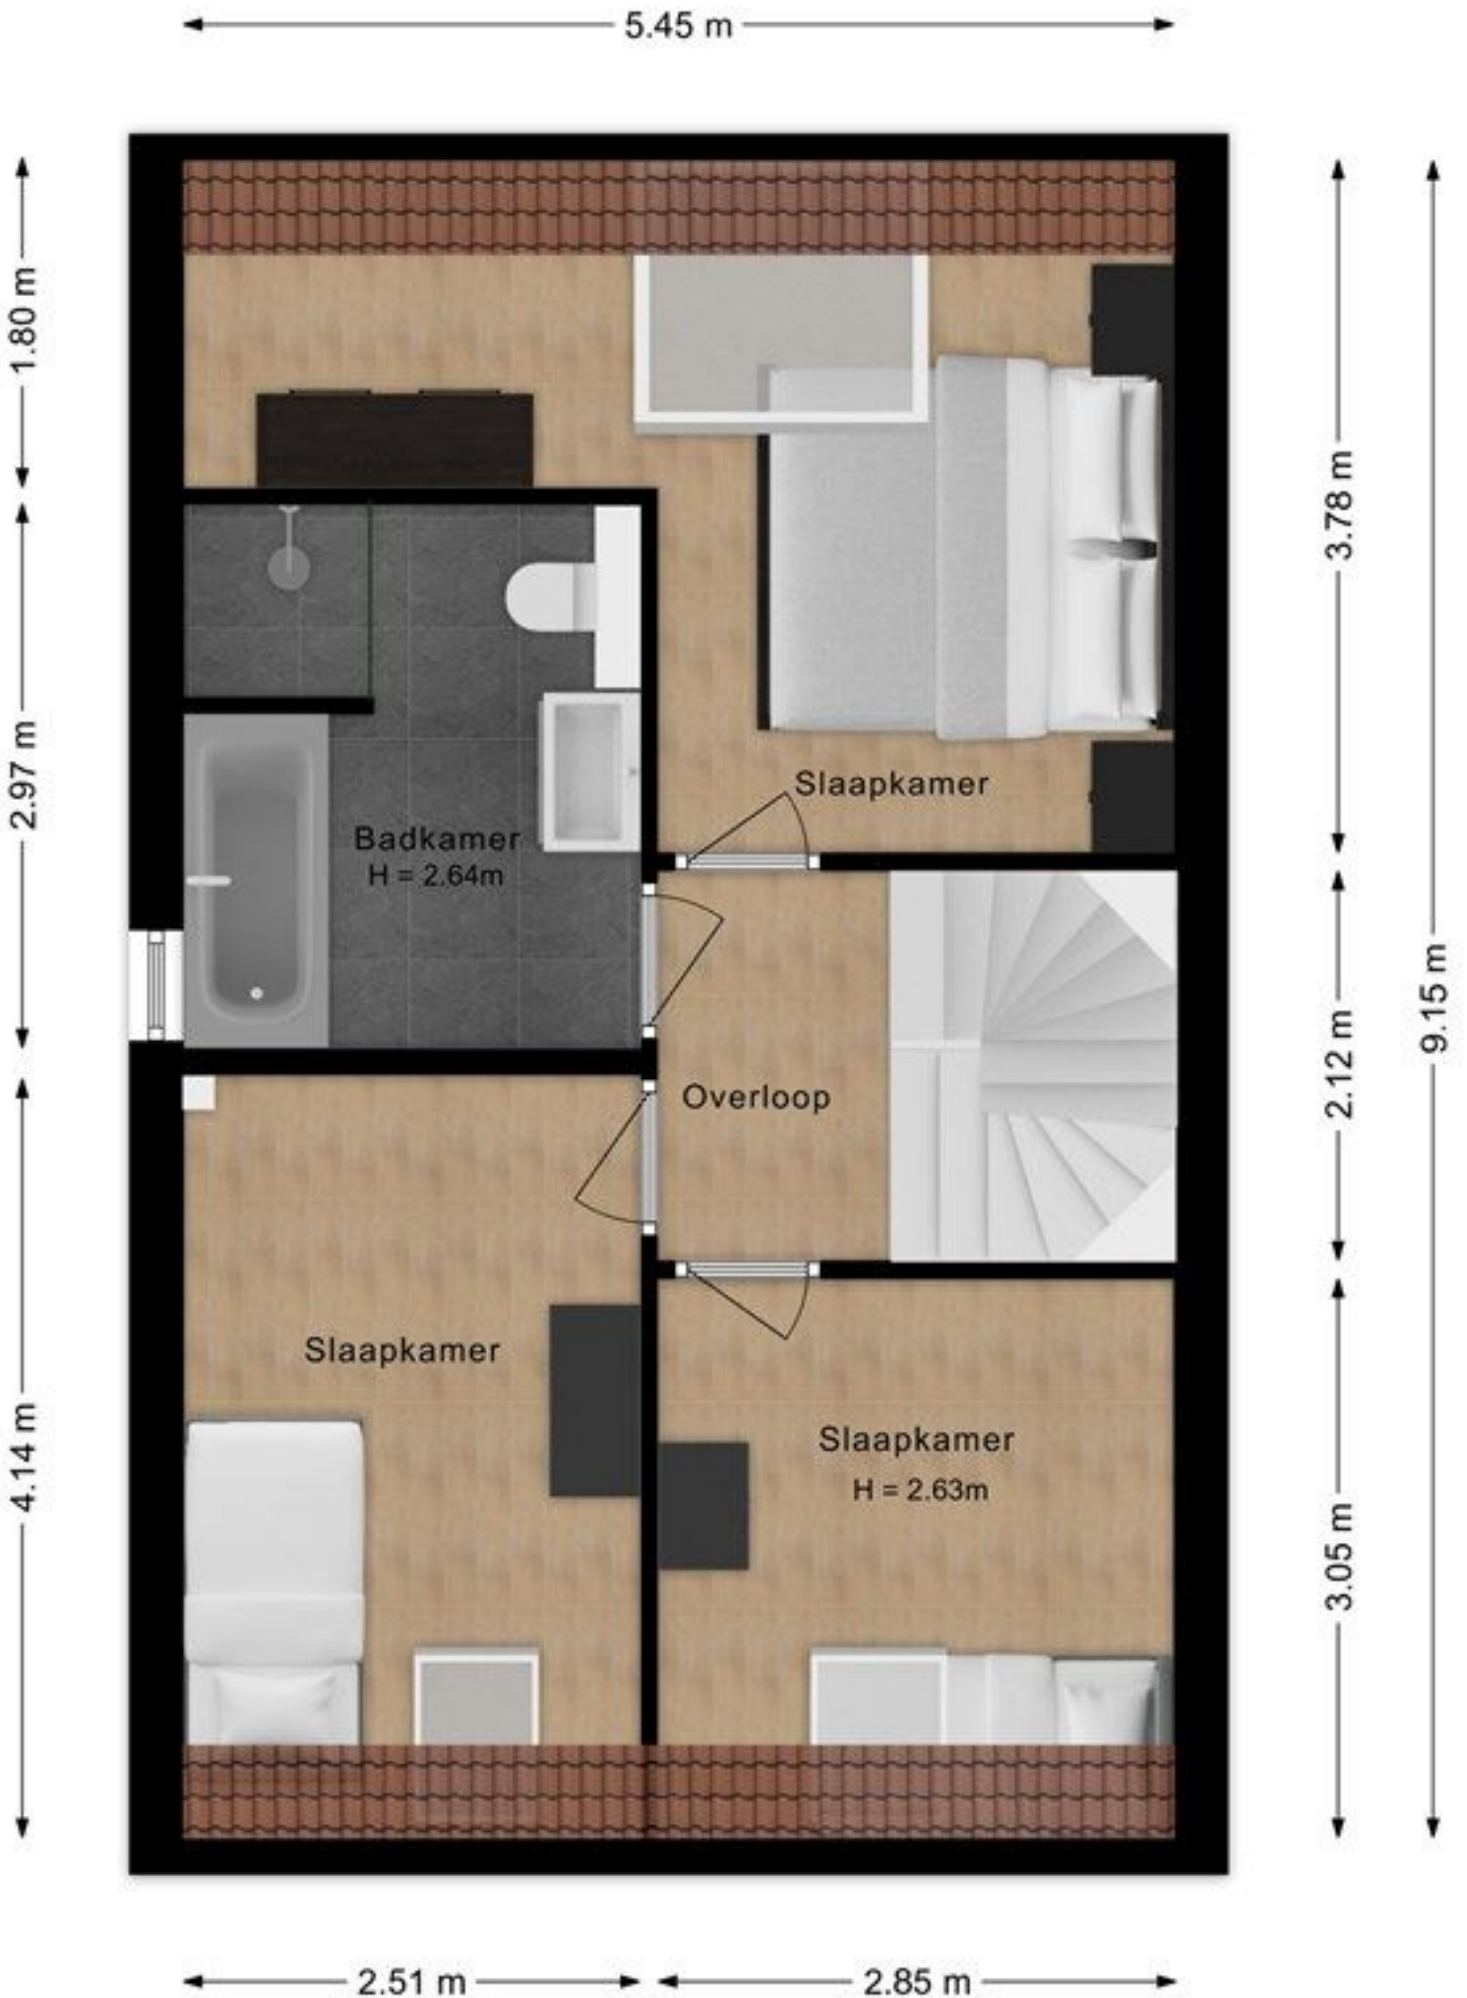 5.45 m
1.80 m
3.78 m
2.97 m
Slaapkamer
Badkamer
H = 2.64m
9.15 m
2.12 m
Overloop
Slaapkamer
4.14 m
Slaapkamer
H = 2.63m
3.05 m
2.51 m
2.85 m